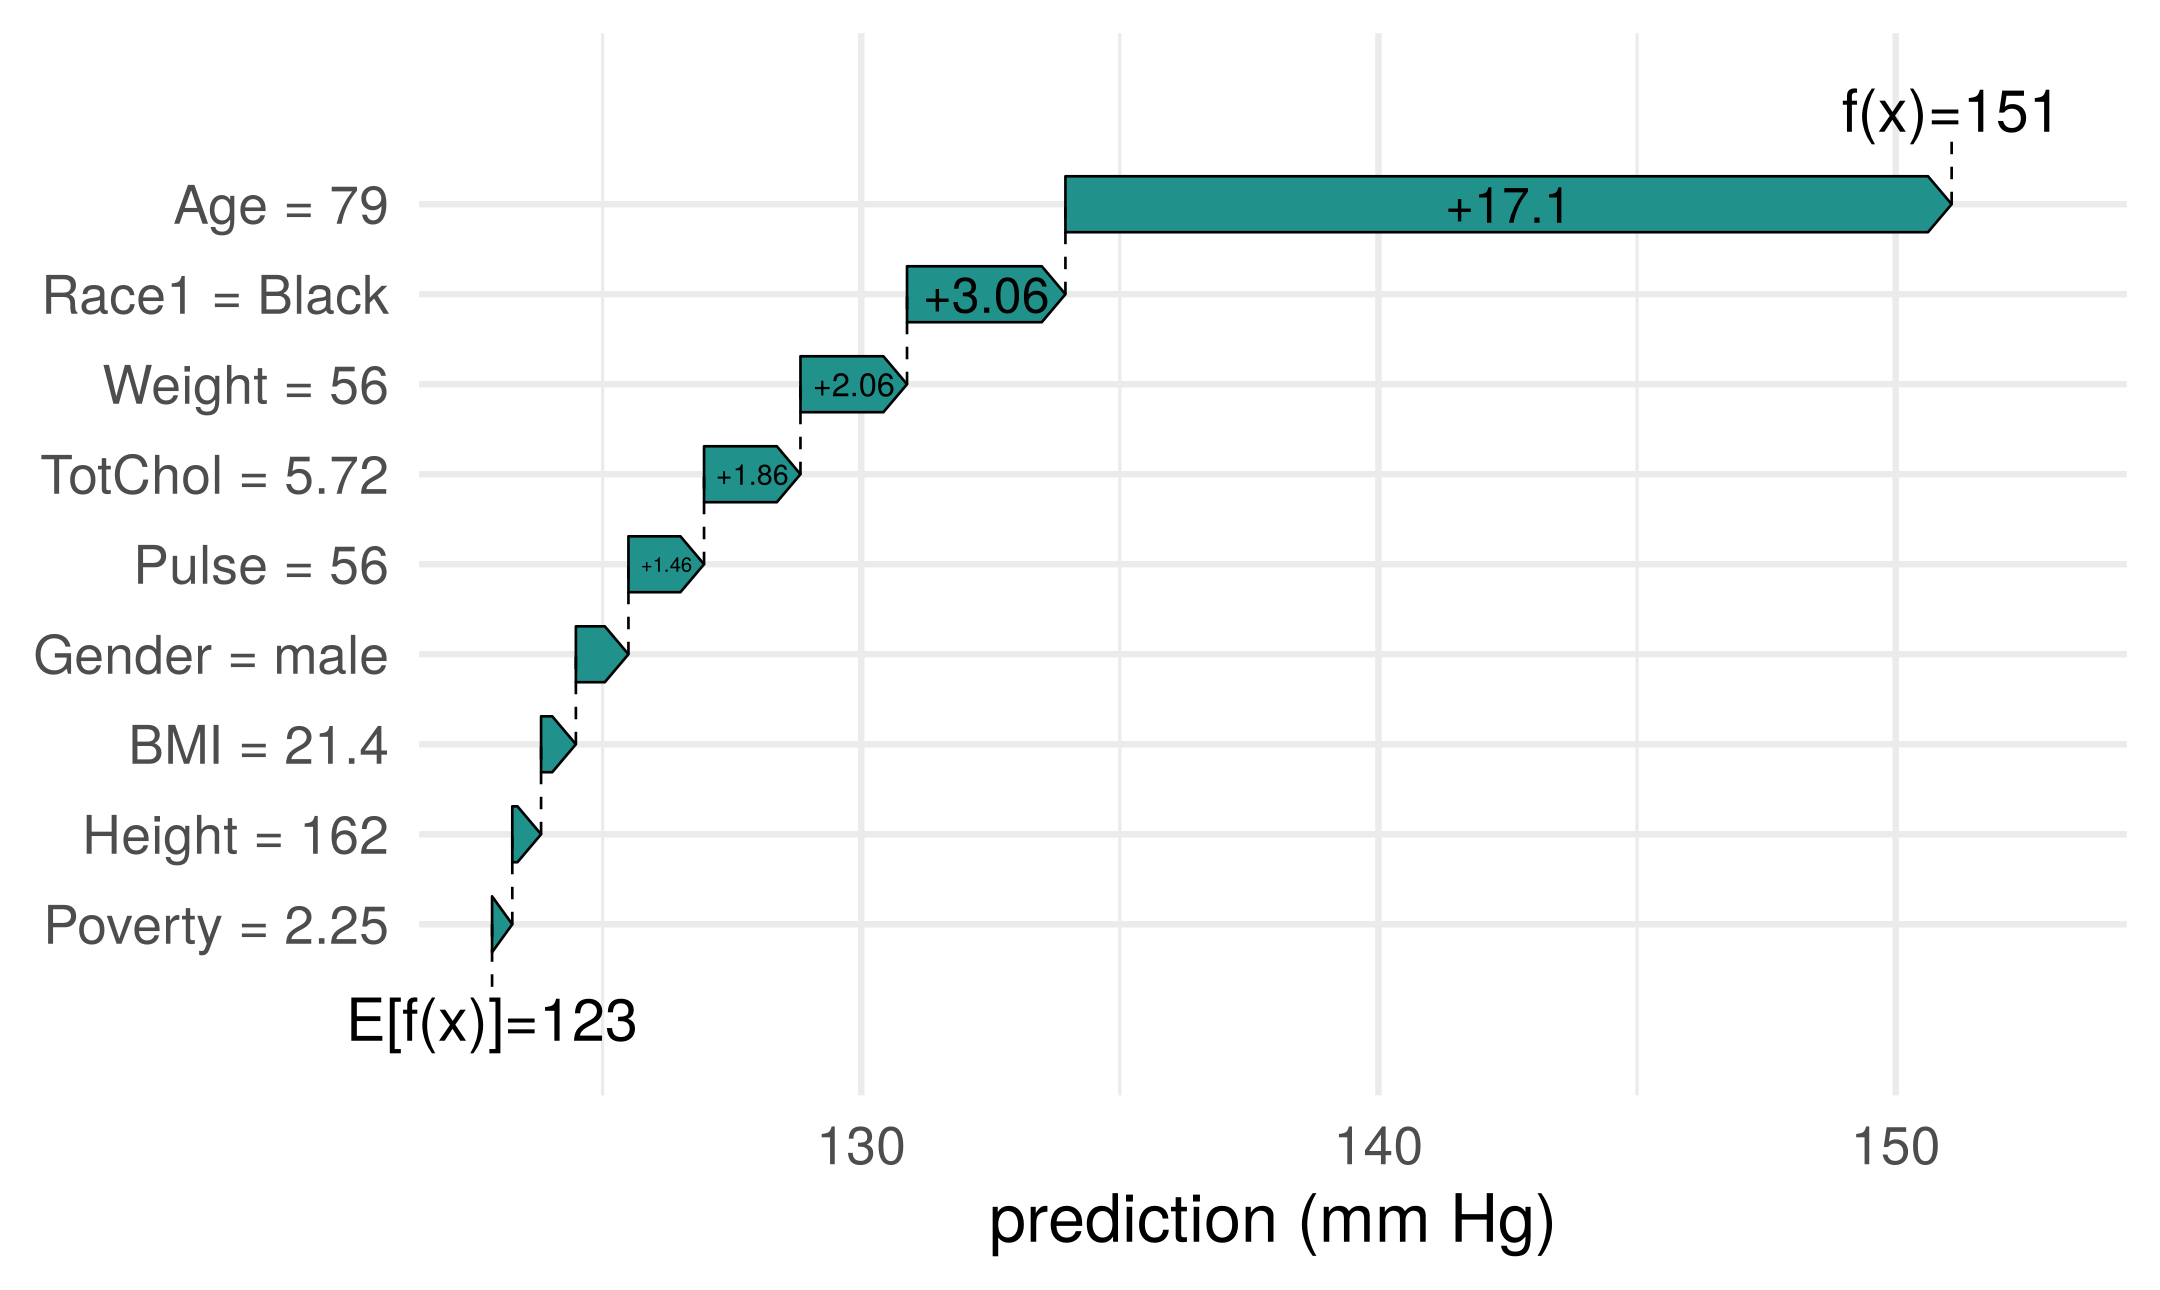 f(x)=151
Age = 79
+17.1
Race1 = Black
+3.06
Weight = 56
+2.06
TotChol = 5.72
+1.86
Pulse = 56
+1.46
Gender = male
BMI = 21.4
Height = 162
Poverty = 2.25
E[f(x)]=123
130 140 150
prediction (mm Hg)